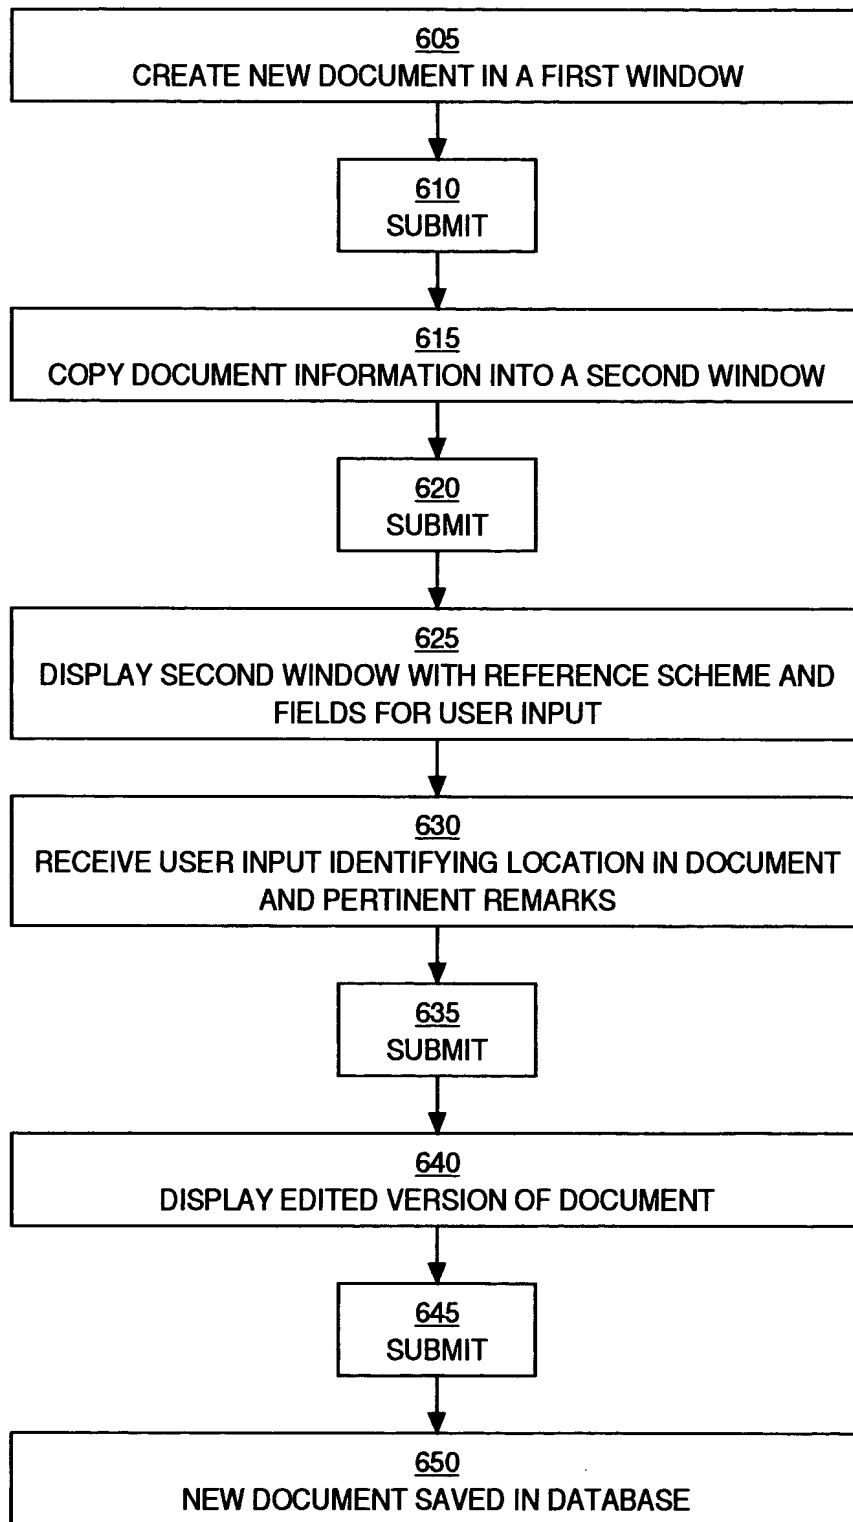 605
CREATE NEW DOCUMENT IN A FIRST WINDOW
610
SUBMIT
615
COPY DOCUMENT INFORMATION INTO A SECOND WINDOW
620
SUBMIT
625
DISPLAY SECOND WINDOW WITH REFERENCE SCHEME AND
FIELDS FOR USER INPUT
630
RECEIVE USER INPUT IDENTIFYING LOCATION IN DOCUMENT
AND PERTINENT REMARKS
635
SUBMIT
640
DISPLAY EDITED VERSION OF DOCUMENT
645
SUBMIT
650
NEW DOCUMENT SAVED IN DATABASE